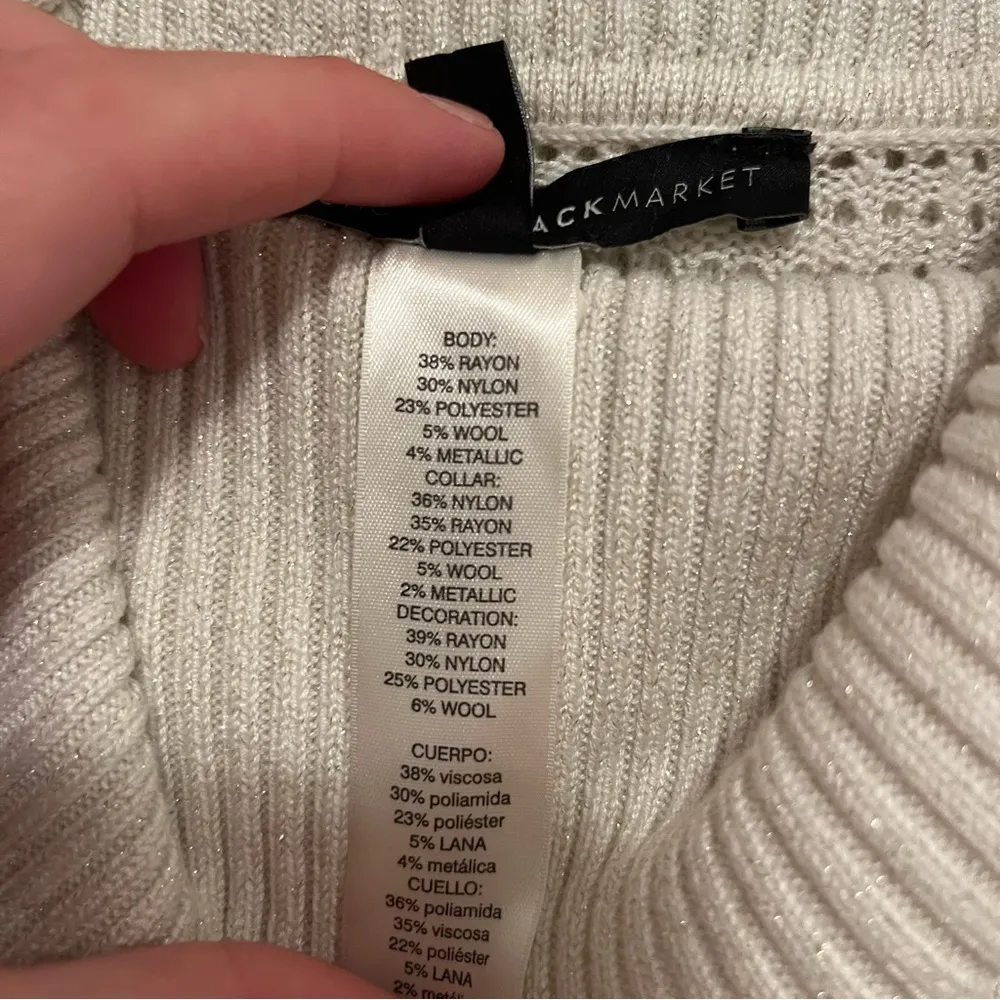 ACKMARKET
BODY:
38% RAYON
30% NYLON
23% POLYESTER
5% WOOL
4% METALLIC
COLLAR:
36% NYLON
35% RAYON
22% POLYESTER
5% WOOL
2% METALLIC
DECORATION:
39% RAYON
30% NYLON
25% POLYESTER
6% WOOL
CUERPO:
38% viscosa
30% poliamida
23% poliéster
5% LANA
4% metálica
CUELLO:
36% poliamida
35% viscosa
22% poliéster
5% LANA
2%